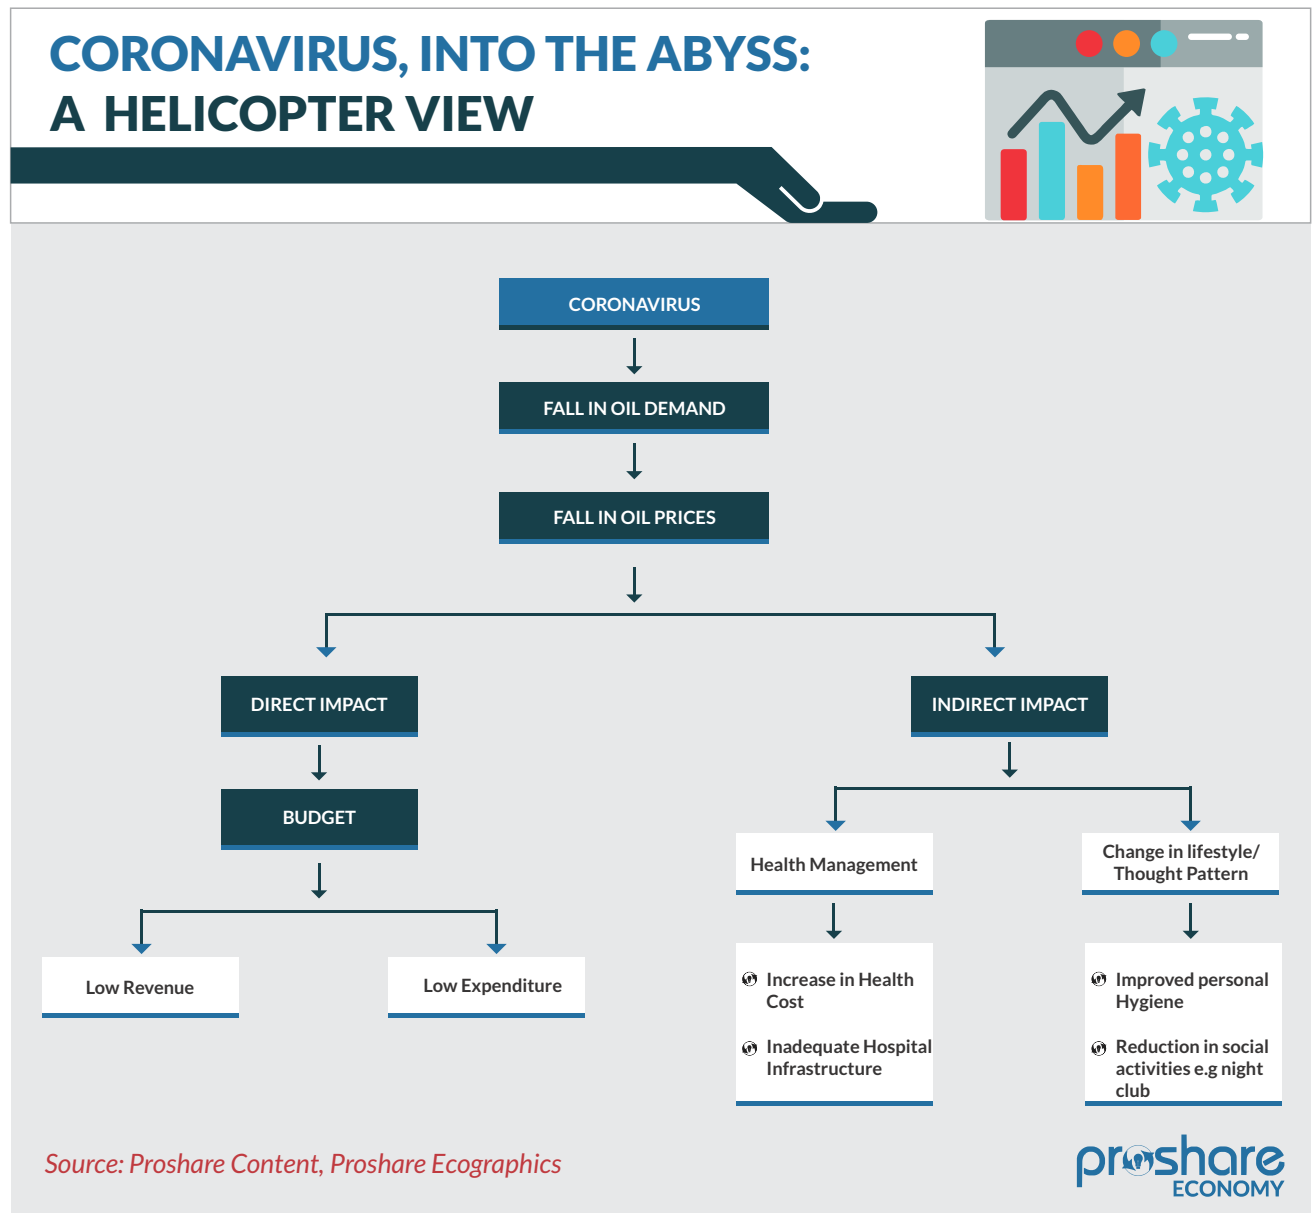 CORONAVIRUS, INTO THE ABYSS:
A HELICOPTER VIEW
CORONAVIRUS
FALL IN OIL DEMAND
FALL IN OIL PRICES
DIRECT IMPACT
INDIRECT IMPACT
BUDGET
Health Management
Change in lifestyle/
Thought Pattern
Low Revenue
Low Expenditure
Increase in Health
Cost
Inadequate Hospital
Infrastructure
Improved personal
Hygiene
Reduction in social
activities e.g night
club
Source: Proshare Content, Proshare Ecographics
proshare
ECONOMY